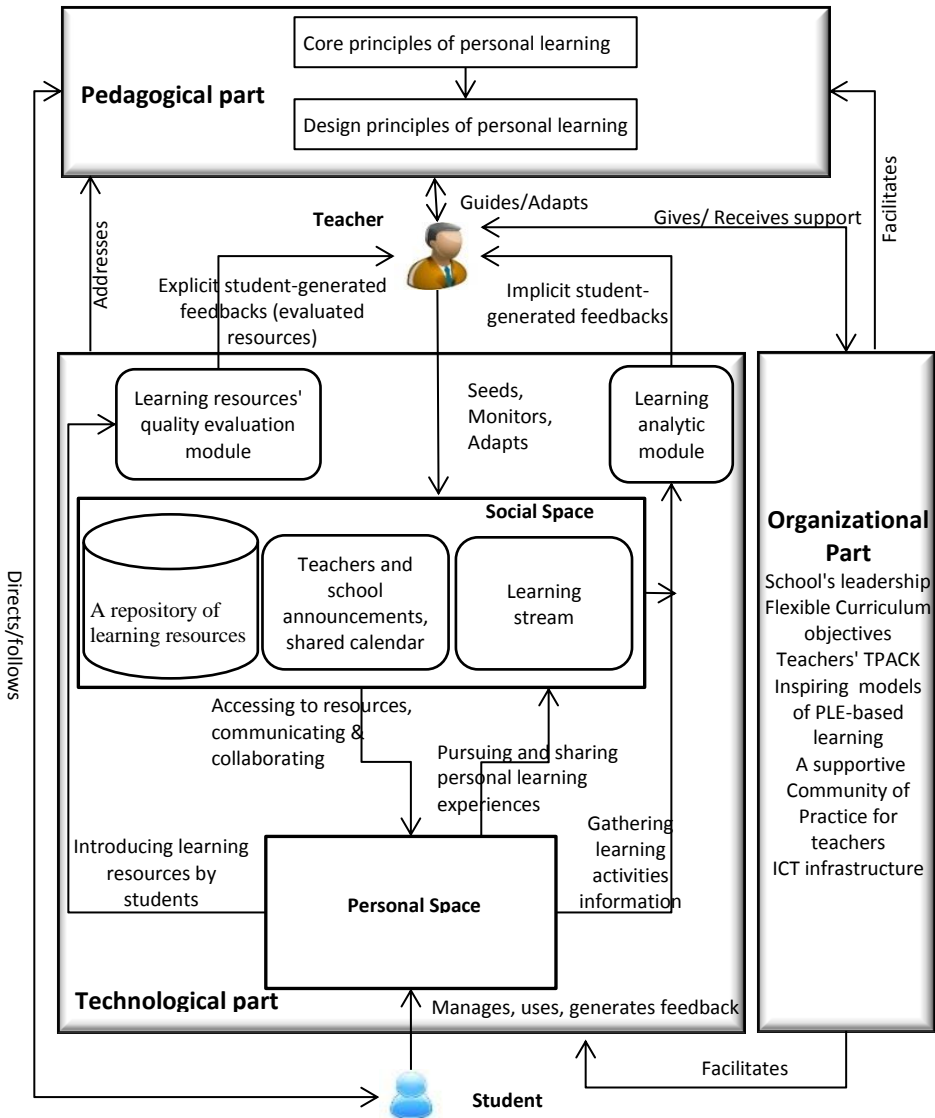 Core principles of personal learning
Pedagogical part
Design principles of personal learning
Guides/Adapts
Teacher
Gives/ Receives support
Facilitates
Addresses
Explicit student-generated
feedbacks (evaluated
resources)
Implicit student-
generated feedbacks
Learning resources'
quality evaluation
module
Seeds,
Monitors,
Adapts
Learning
analytic
module
Social Space
A repository of
learning resources
Teachers and
school
announcements,
shared calendar
Learning
stream
Organizational
Part
School's leadership
Flexible Curriculum
objectives
Teachers' TPACK
Inspiring models
of PLE-based
learning
A supportive
Community of
Practice for
teachers
ICT infrastructure
Directs/follows
Accessing to resources,
communicating &
collaborating
Pursuing and sharing
personal learning
experiences
Introducing learning
resources by
students
Gathering
learning
activities
information
Personal Space
Technological part
Manages, uses, generates feedback
Facilitates
Student